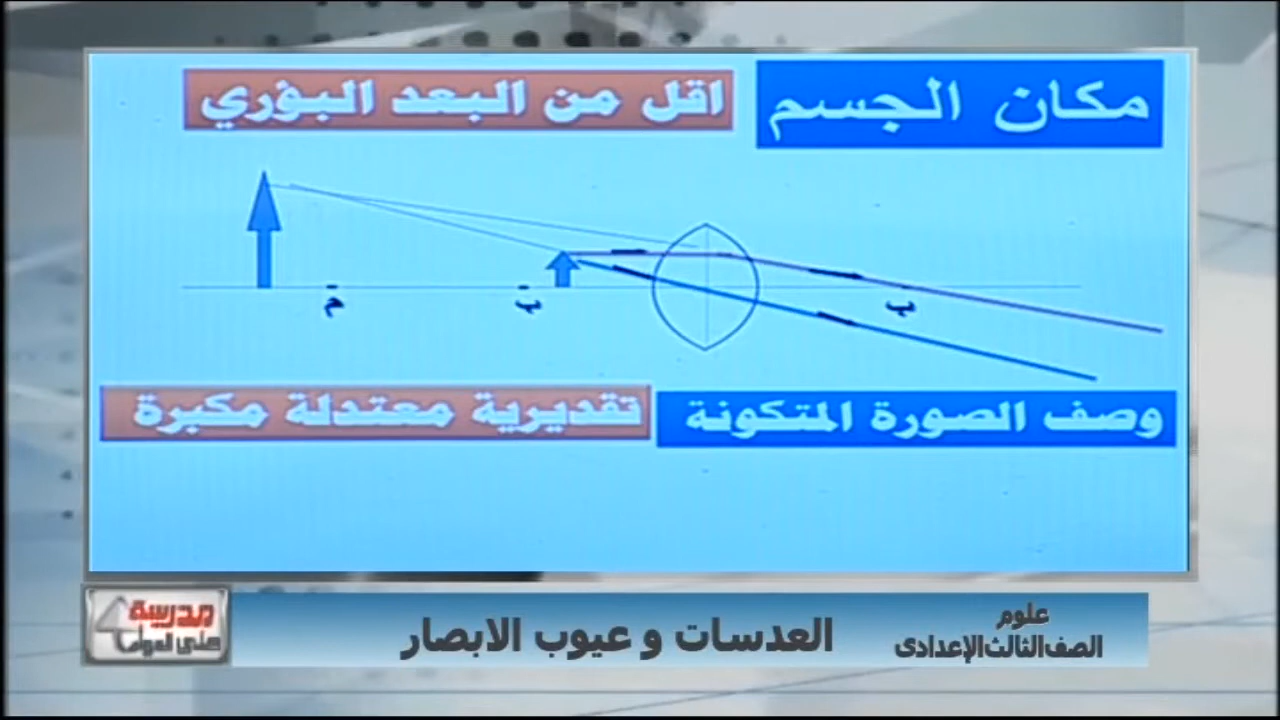 مكان الجسم
اقل من البعد البؤري
م
ب
ب
وصف الصورة المتكونة
تقديرية معتدلة مكبرة
علوم
الصف الثالث الإعدادى
العدسات و عيوب الابصار
مدرسة
على الهواء